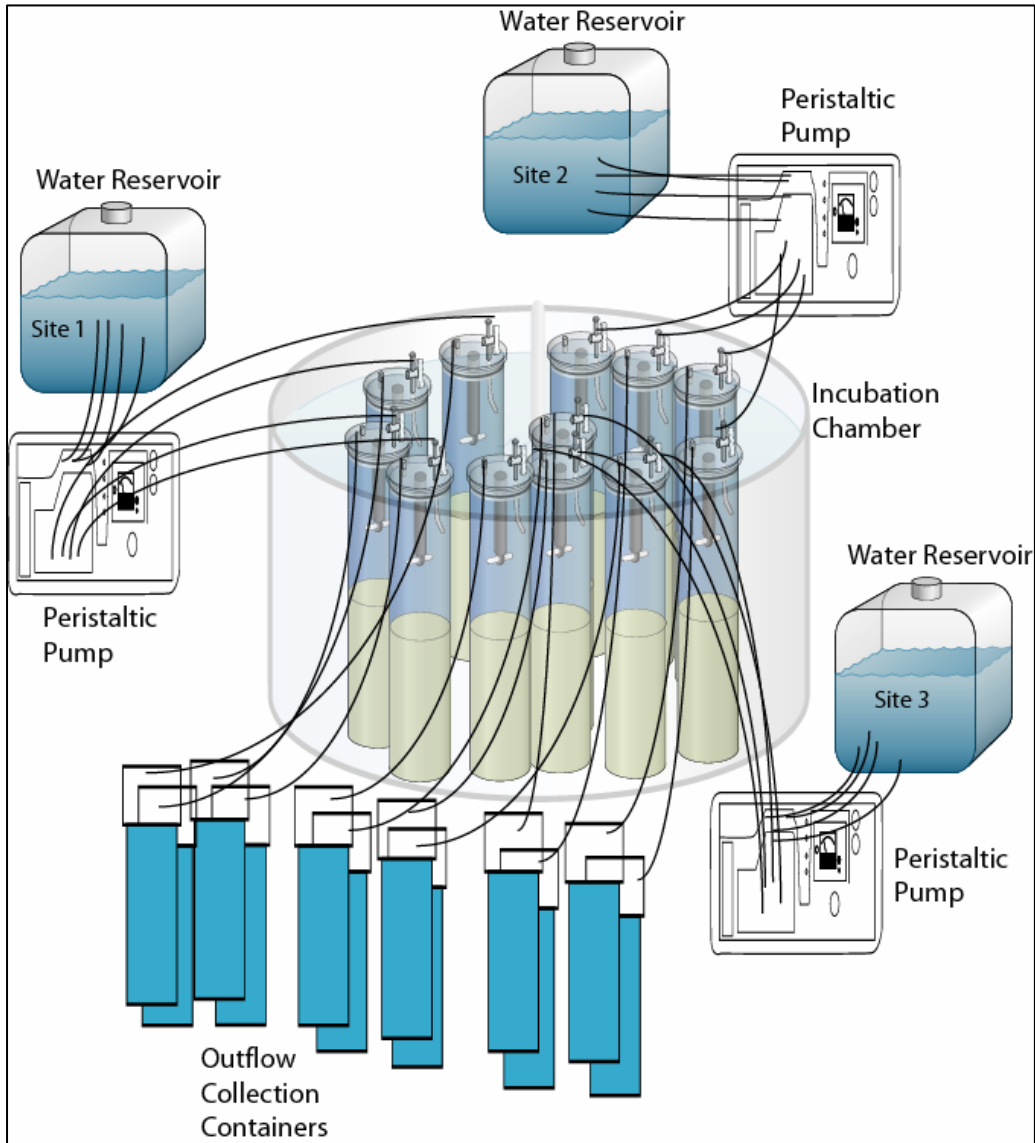 Water Reservoir
Peristaltic
Pump
Site 2
Water Reservoir
Site 1
Incubation
Chamber
Peristaltic
Pump
Water Reservoir
Site 3
Peristaltic
Pump
Outflow
Collection
Containers